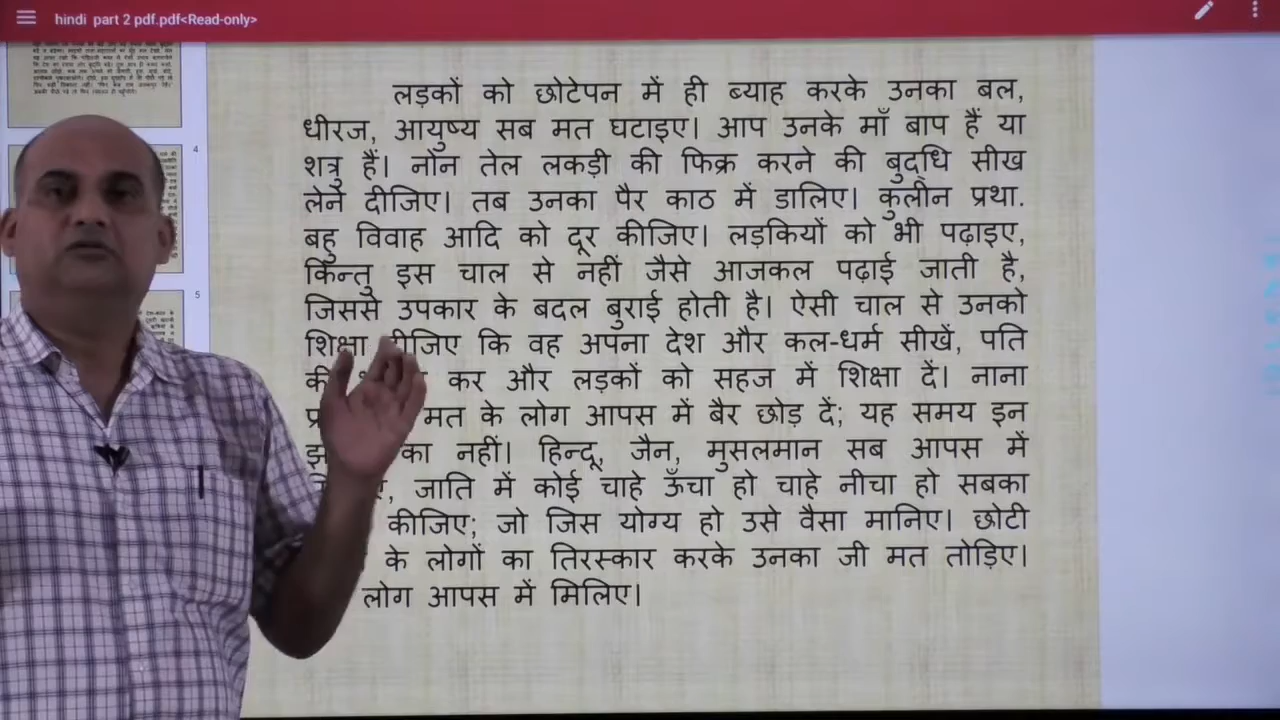 hindi part 2 pdf.pdf<Read-only>
4
5
लड़कों को छोटेपन में ही ब्याह करके उनका बल,
धीरज, आयुष्य सब मत घटाइए। आप उनके माँ बाप हैं या
शत्रु हैं। नोन तेल लकड़ी की फिक्र करने की बुद्धि सीख
लेने दीजिए। तब उनका पैर काठ में डालिए। कुलीन प्रथा.
बहु विवाह आदि को दूर कीजिए। लड़कियों को भी पढ़ाइए,
किन्तु इस चाल से नहीं जैसे आजकल पढ़ाई जाती है,
जिससे उपकार के बदल बुराई होती है। ऐसी चाल से उनको
शिक्षा कि वह अपना देश और कल-धर्म सीखें, पति
की कर और लड़कों को सहज में शिक्षा दें। नाना
मत के लोग आपस में बैर छोड़ दें; यह समय इन
का नहीं। हिन्दू, जैन, मुसलमान सब आपस में
जाति में कोई चाहे ऊँचा हो चाहे नीचा हो सबका
कीजिए; जो जिस योग्य हो उसे वैसा मानिए। छोटी
के लोगों का तिरस्कार करके उनका जी मत तोड़िए।
लोग आपस में मिलिए।